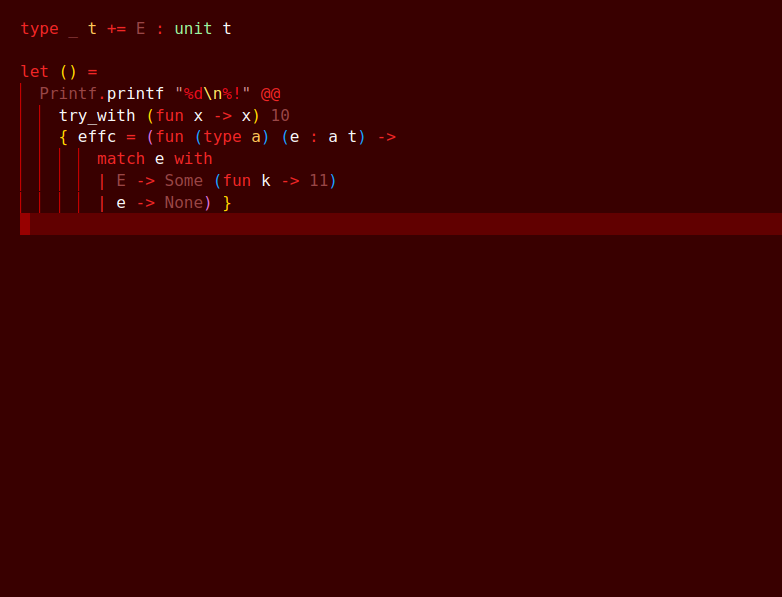 type _ t += E : unit t
let () =
Printf.printf "%d\n%!" @@
try_with (fun x -> x) 10
{ effc = (fun (type a) (e : a t) ->
match e with
| E -> Some (fun k -> 11)
| e -> None) }